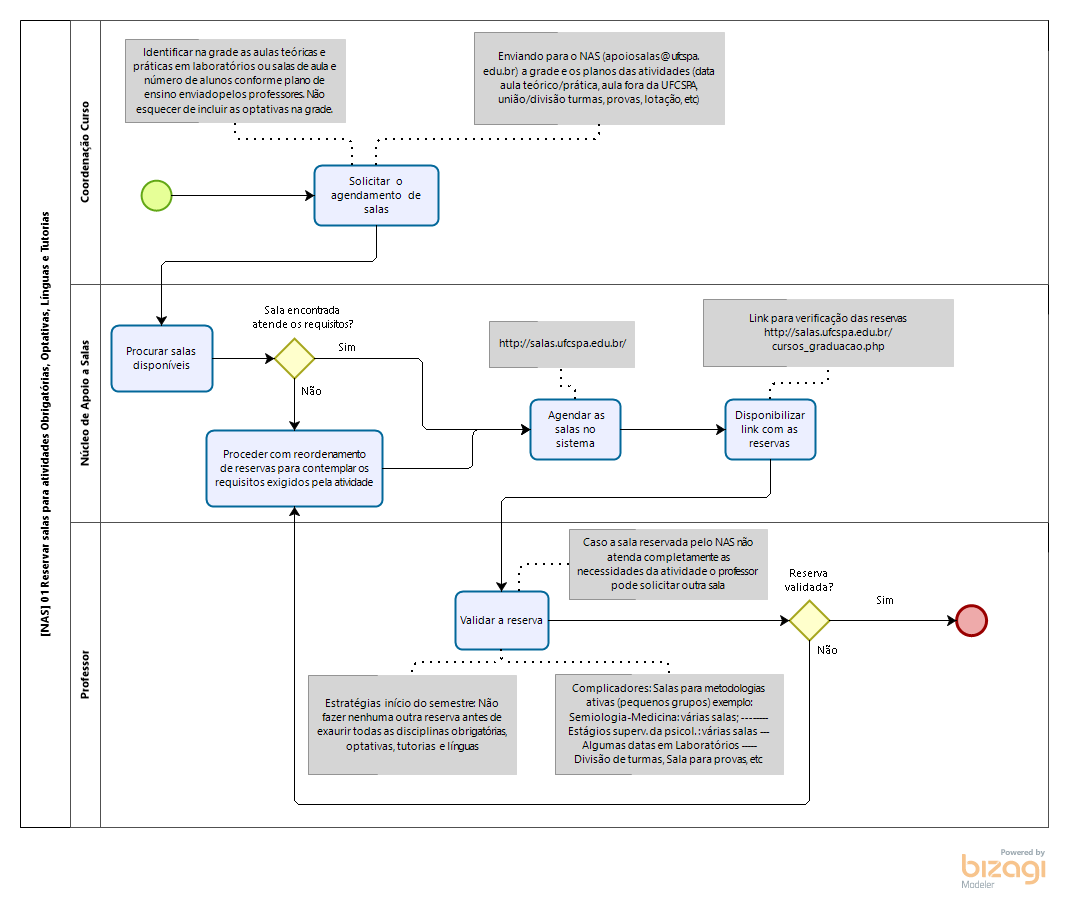 [NAS] 01 Reservar salas para atividades Obrigatórias, Optativas, Línguas e Tutorias
Coordenação Curso
Identificar na grade as aulas teóricas e
práticas em laboratórios ou salas de aula e
número de alunos conforme plano de
ensino enviadopelos professores. Não
esquecer de incluir as optativas na grade.
Enviando para o NAS (apoiosalas@ufcspa.
edu.br) a grade e os planos das atividades (data
aula teórico/prática, aula fora da UFCSPA,
união/divisão turmas, provas, lotação, etc)
Solicitar o
agendamento de
salas
Núcleo de Apoio a Salas
Procurar salas
disponíveis
Sala encontrada
atende os requisitos?
Sim
Não
Proceder com reordenamento
de reservas para contemplar os
requisitos exigidos pela atividade
http://salas.ufcspa.edu.br/
Agendar as
salas no
sistema
Link para verificação das reservas
http://salas.ufcspa.edu.br/
cursos_graduacao.php
Disponibilizar
link com as
reservas
Professor
Caso a sala reservada pelo NAS não
atenda completamente as
necessidades da atividade o professor
pode solicitar outra sala
Validar a reserva
Reserva
validada?
Sim
Não
Estratégias início do semestre: Não
fazer nenhuma outra reserva antes de
exaurir todas as disciplinas obrigatórias,
optativas, tutorias e línguas
Complicadores: Salas para metodologias
ativas (pequenos grupos) exemplo:
Semiologia-Medicina: várias salas; --------
Estágios superv. da psicol.: várias salas ---
Algumas datas em Laboratórios -----
Divisão de turmas, Sala para provas, etc
Powered by
bizagi
Modeler